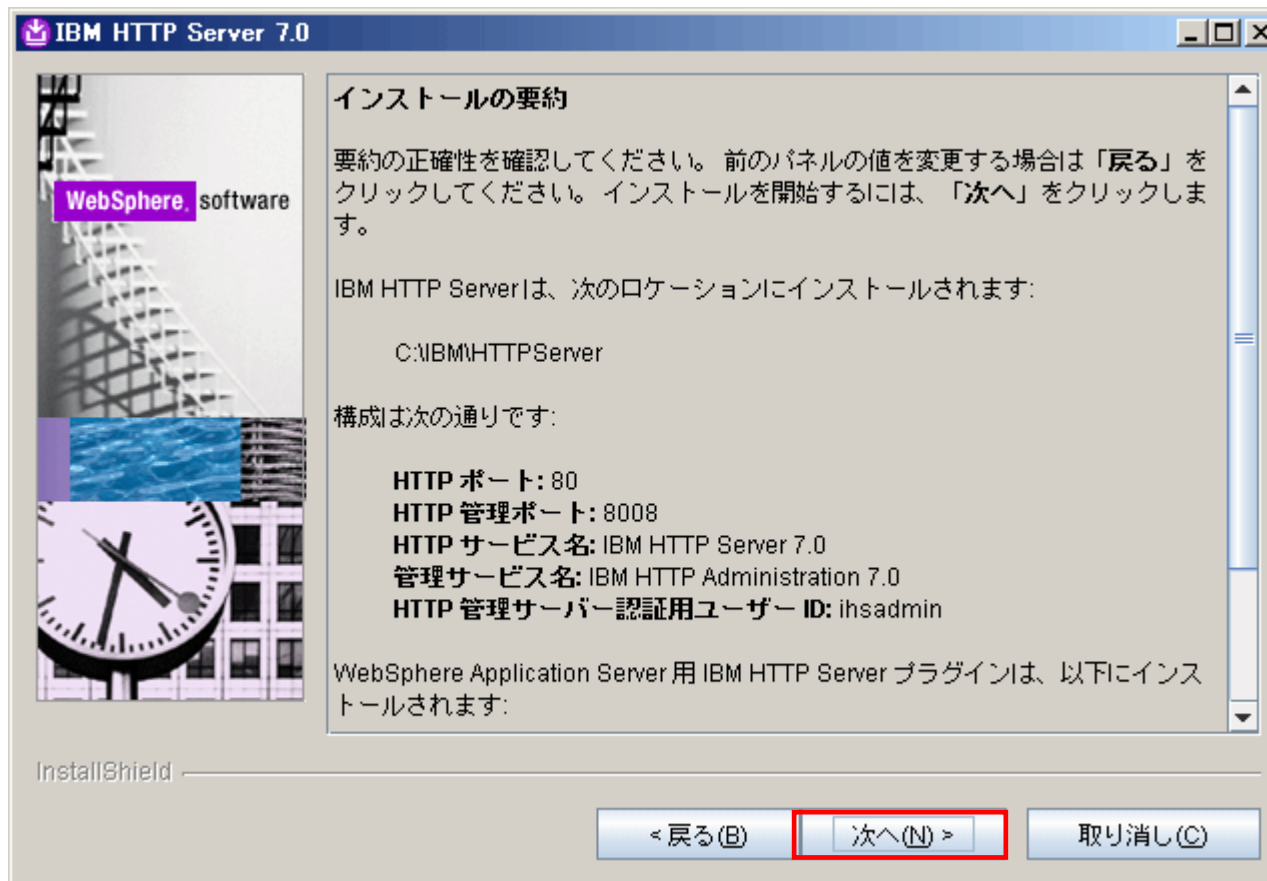 IBM HTTP Server 7.0
WebSphere. software
インストールの要約
要約の正確性を確認してください。 前のパネルの値を変更する場合は「戻る」を
クリックしてください。インストールを開始するには、「次へ」をクリックしま
す。
IBM HTTP Serverは、次のロケーションにインストールされます:
C:\IBM\HTTPServer
構成は次の通りです:
HTTP ポート: 80
HTTP 管理ポート: 8008
HTTP サービス名: IBM HTTP Server 7.0
管理サービス名: IBM HTTP Administration 7.0
HTTP 管理サーバー認証用ユーザー ID: ihsadmin
WebSphere Application Server 用 IBM HTTP Server プラグインは、以下にインス
トールされます:
InstallShield
< 戻る(B)
次へ(N) >
取り消し(C)